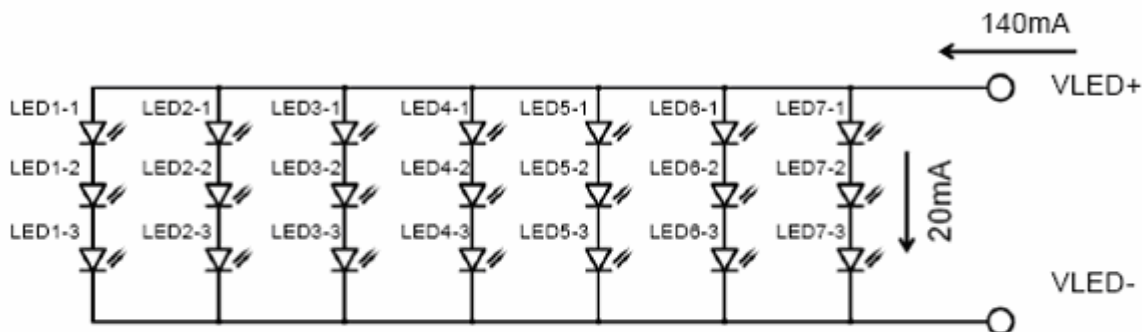 140mA
VLED+
LED1-1 LED2-1 LED3-1 LED4-1 LED5-1 LED6-1 LED7-1
LED1-2 LED2-2 LED3-2 LED4-2 LED5-2 LED6-2 LED7-2
20mA
LED1-3 LED2-3 LED3-3 LED4-3 LED5-3 LED6-3 LED7-3
VLED-